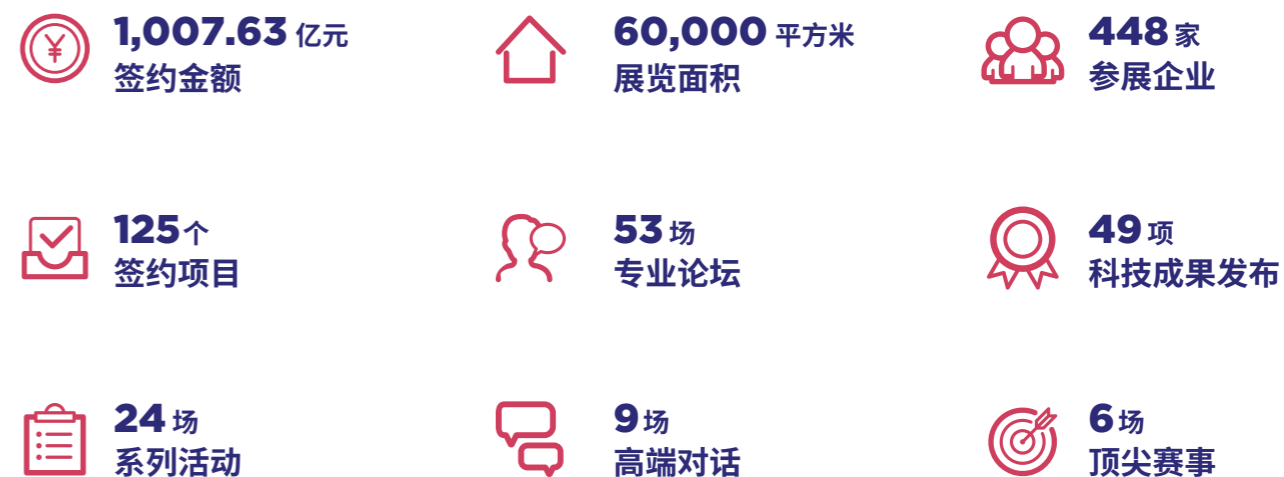 1,007.63 亿元
签约金额
60,000 平方米
展览面积
448 家
参展企业
125 个
签约项目
53 场
专业论坛
49 项
科技成果发布
24 场
系列活动
9 场
高端对话
6 场
顶尖赛事